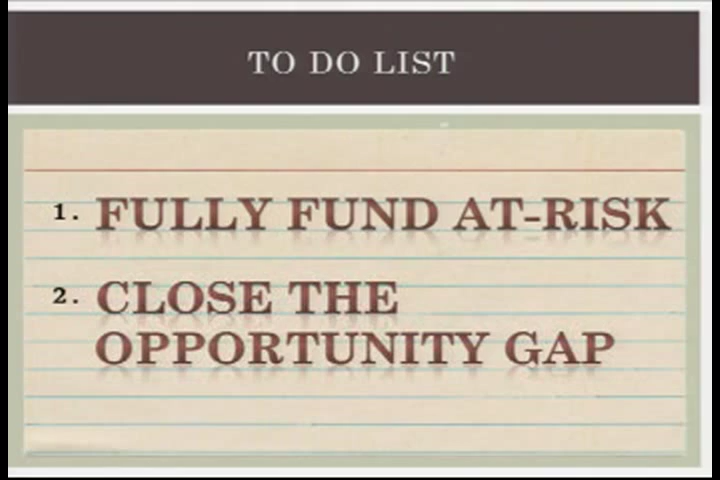 TO DO LIST
1. FULLY FUND AT-RISK
2. CLOSE THE
OPPORTUNITY GAP